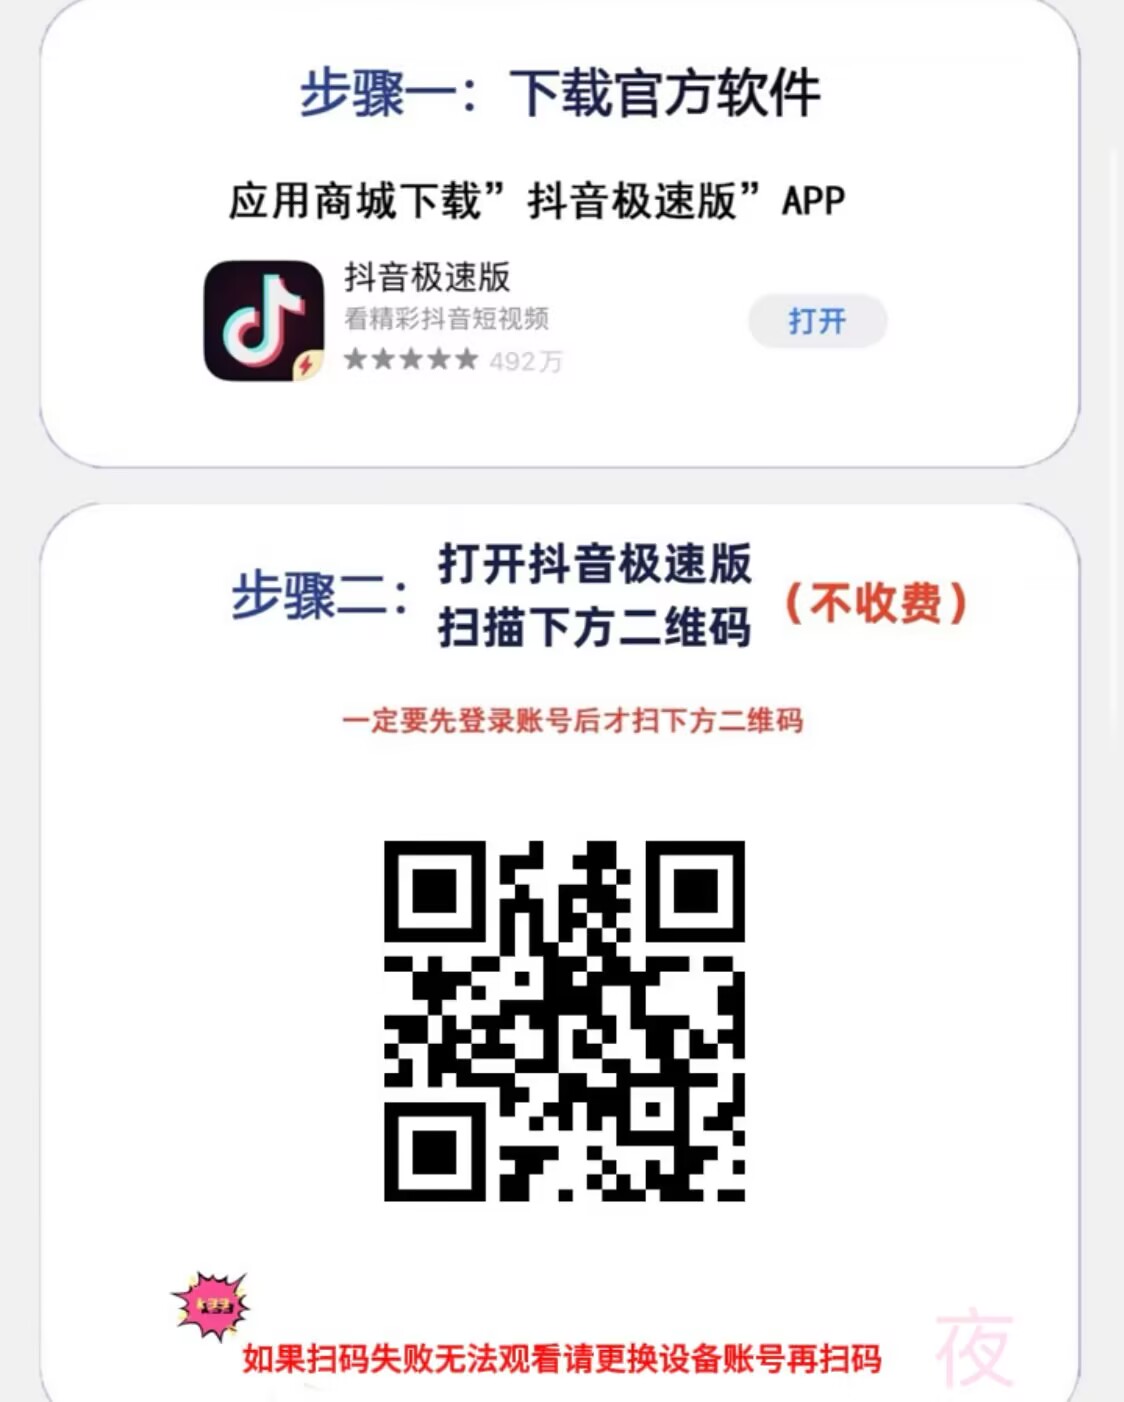 步骤一：下载官方软件
应用商城下载”抖音极速版”APP
抖音极速版
看精彩抖音短视频
492万
打开
步骤二：
打开抖音极速版
扫描下方二维码
（不收费）
一定要先登录账号后才扫下方二维码
如果扫码失败无法观看请更换设备账号再扫码
夜